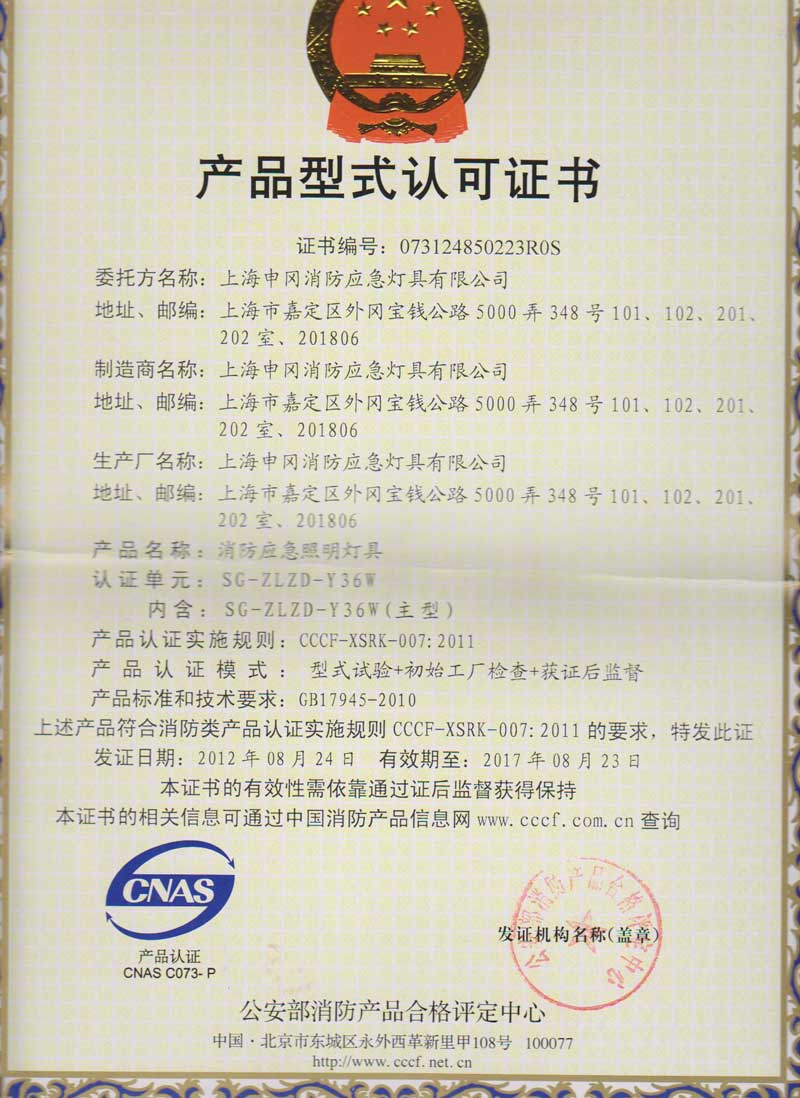 产品型式认可证书
证书编号：073124850223R0S
委托方名称：上海申冈消防应急灯具有限公司
地址、邮编：上海市嘉定区外冈宝钱公路5000弄348号101、102、201、
202室、201806
制造商名称：上海申冈消防应急灯具有限公司
地址、邮编：上海市嘉定区外冈宝钱公路5000弄348号101、102、201、
202室、201806
生产厂名称：上海申冈消防应急灯具有限公司
地址、邮编：上海市嘉定区外冈宝钱公路5000弄348号101、102、201、
202室、201806
产品名称：消防应急照明灯具
认证单元：SG-ZLZD-Y36W
内含：SG-ZLZD-Y36W(主型)
产品认证实施规则：CCCF-XSRK-007:2011
产品认证模式：型式试验+初始工厂检查+获证后监督
产品标准和技术要求：GB17945-2010
上述产品符合消防类产品认证实施规则CCCF-XSRK-007:2011的要求，特发此证
发证日期：2012年08月24日 有效期至：2017年08月23日
本证书的有效性需依靠通过证后监督获得保持
本证书的相关信息可通过中国消防产品信息网www.cccf.com.cn查询
CNAS
产品认证
CNAS C073-P
公安部消防产品合格评定中心
发证机构名称(盖章)
公安部消防产品合格评定中心
中国·北京市东城区永外西革新里甲108号 100077
http://www.cccf.net.cn